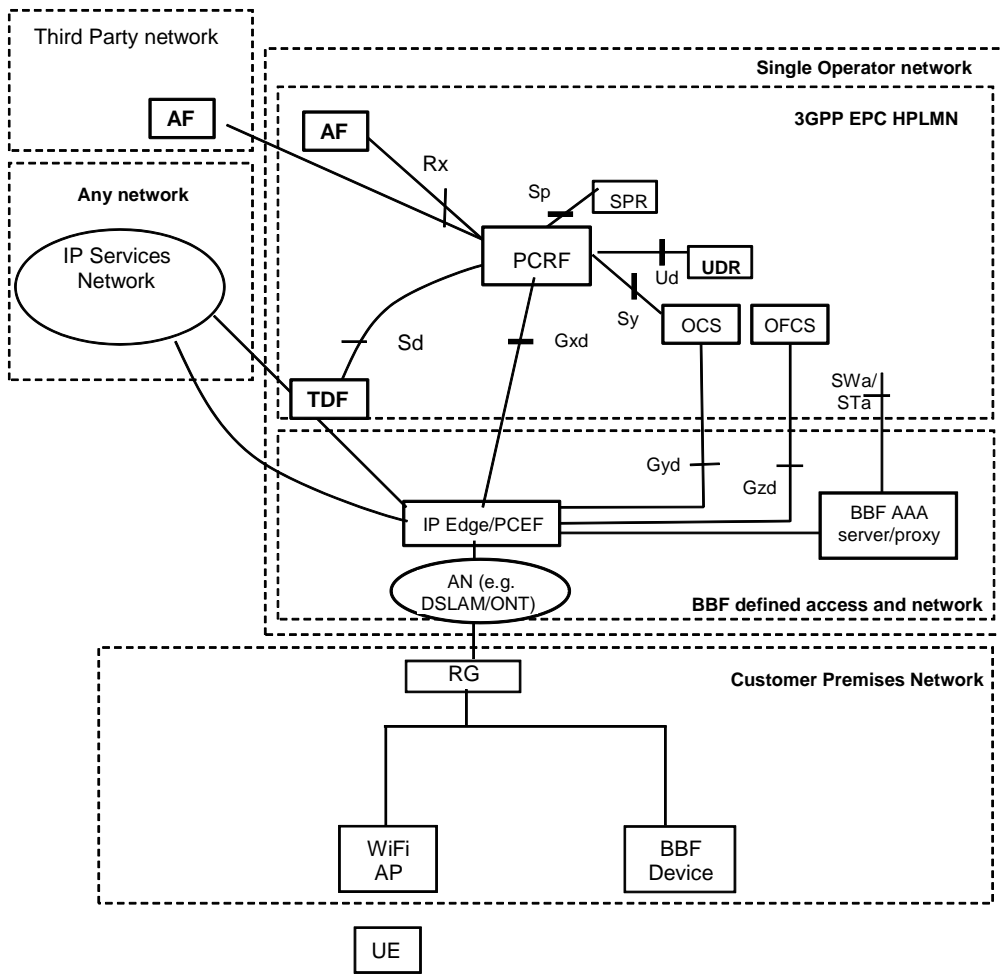 Third Party network
AF
Single Operator network
3GPP EPC HPLMN
AF
Rx
Any network
IP Services
Network
Sp
SPR
PCRF
Ud
UDR
Sy
OCS
OFCS
Sd
Gxd
TDF
SWa/
STa
Gyd
Gzd
IP Edge/PCEF
BBF AAA
server/proxy
AN (e.g.
DSLAM/ONT)
BBF defined access and network
RG
Customer Premises Network
WiFi
AP
BBF
Device
UE